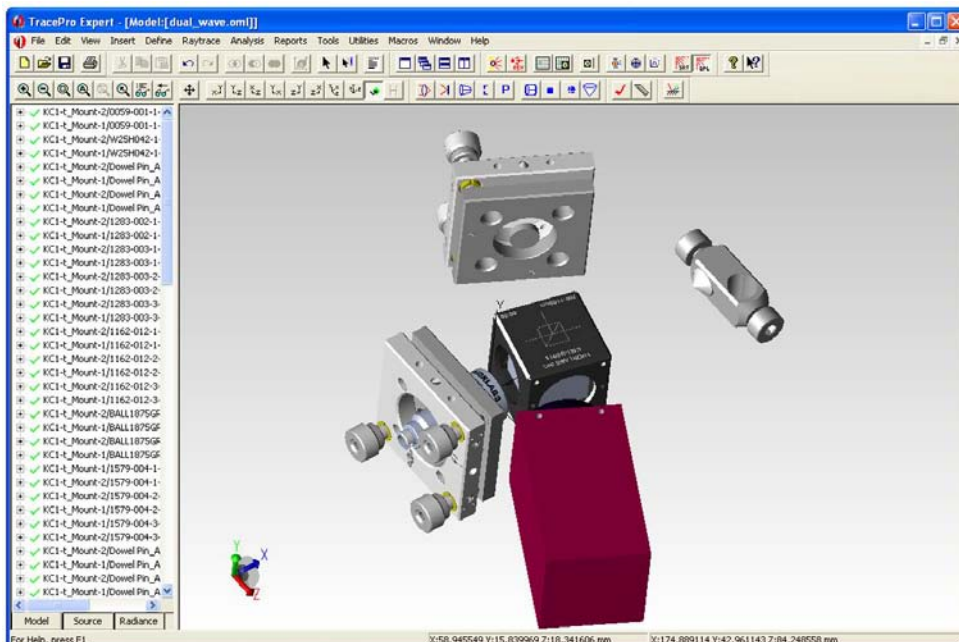 TracePro Expert - [Model:[dual_wave.oml]]
File Edit View Insert Define Raytrace Analysis Reports Tools Utilities Macros Window Help
KC1-t_Mount-2/0059-001-1-
KC1-t_Mount-1/0059-001-1-
KC1-t_Mount-2/W25H042-1-
KC1-t_Mount-1/W25H042-1-
KC1-t_Mount-2/Dowel Pin_A
KC1-t_Mount-1/Dowel Pin_A
KC1-t_Mount-2/Dowel Pin_A
KC1-t_Mount-1/Dowel Pin_A
KC1-t_Mount-2/1283-002-1-
KC1-t_Mount-1/1283-002-1-
KC1-t_Mount-2/1283-003-1-
KC1-t_Mount-1/1283-003-1-
KC1-t_Mount-2/1283-003-2-
KC1-t_Mount-1/1283-003-2-
KC1-t_Mount-2/1283-003-3-
KC1-t_Mount-1/1283-003-3-
KC1-t_Mount-2/1162-012-1-
KC1-t_Mount-1/1162-012-1-
KC1-t_Mount-2/1162-012-2-
KC1-t_Mount-1/1162-012-2-
KC1-t_Mount-2/1162-012-3-
KC1-t_Mount-1/1162-012-3-
KC1-t_Mount-2/BALL1875GF
KC1-t_Mount-1/BALL1875GF
KC1-t_Mount-2/BALL1875GF
KC1-t_Mount-1/BALL1875GF
KC1-t_Mount-2/1579-004-1-
KC1-t_Mount-1/1579-004-1-
KC1-t_Mount-2/1579-004-2-
KC1-t_Mount-1/1579-004-2-
KC1-t_Mount-1/1579-004-3-
KC1-t_Mount-2/1579-004-3-
KC1-t_Mount-2/Dowel Pin_A
KC1-t_Mount-1/Dowel Pin_A
KC1-t_Mount-2/Dowel Pin_A
KC1-t_Mount-1/Dowel Pin_A
Y
Y X Z
Model Source Radiance
For Help, press F1 X:58.945549 Y:15.839969 Z:18.341606 mm X:174.889114 Y:42.961143 Z:84.248558 mm